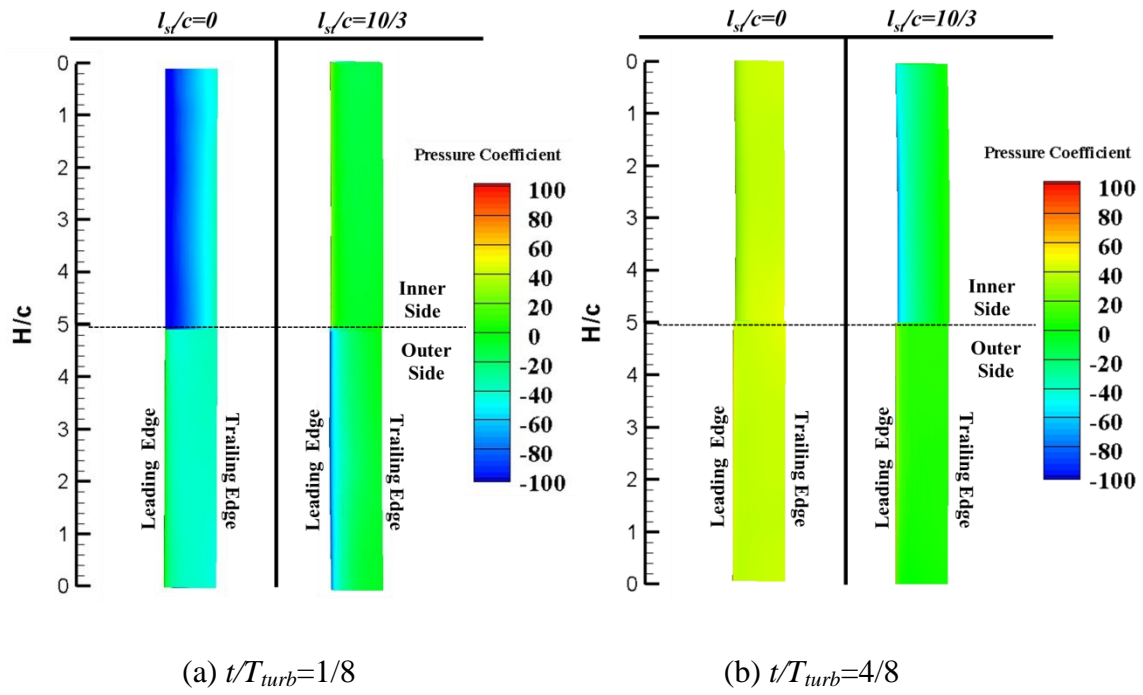 l_st/c=0 l_st/c=10/3
0
1
2
3
4
5
4
3
2
1
0
H/c
Inner
Side
Outer
Side
Leading Edge
Trailing Edge
Leading Edge
Trailing Edge
Pressure Coefficient
100
80
60
40
20
0
-20
-40
-60
-80
-100
(a) t/T_turb=1/8
l_st/c=0 l_st/c=10/3
0
1
2
3
4
5
4
3
2
1
0
H/c
Inner
Side
Outer
Side
Leading Edge
Trailing Edge
Leading Edge
Trailing Edge
Pressure Coefficient
100
80
60
40
20
0
-20
-40
-60
-80
-100
(b) t/T_turb=4/8